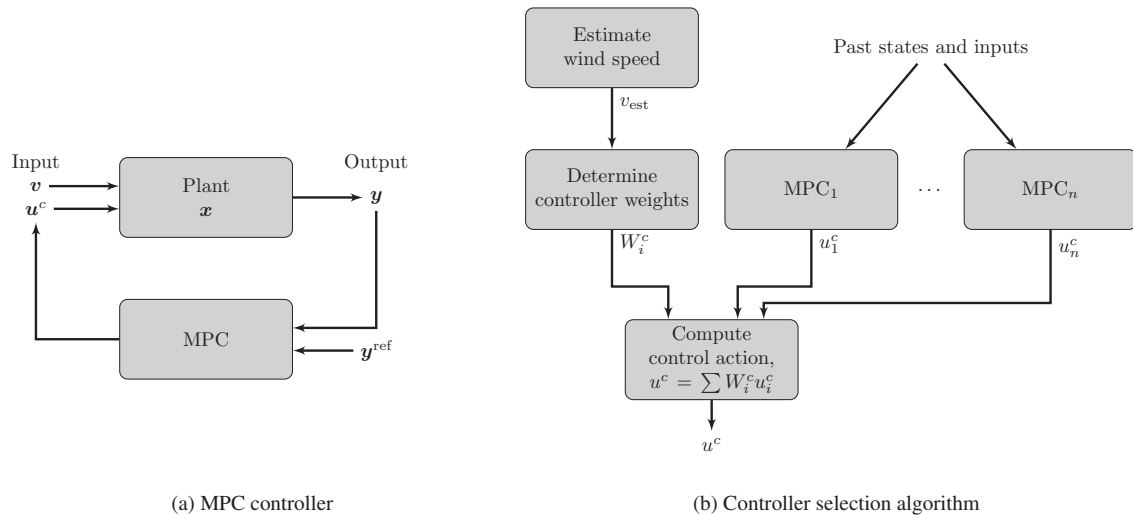 Input
v
u^c
Plant
x
Output
y
MPC
y^ref
(a) MPC controller
Estimate
wind speed
v_est
Determine
controller weights
W_i^c
Past states and inputs
MPC_1
...
MPC_n
u_1^c
u_n^c
Compute
control action,
u^c = ∑ W_i^c u_i^c
u^c
(b) Controller selection algorithm